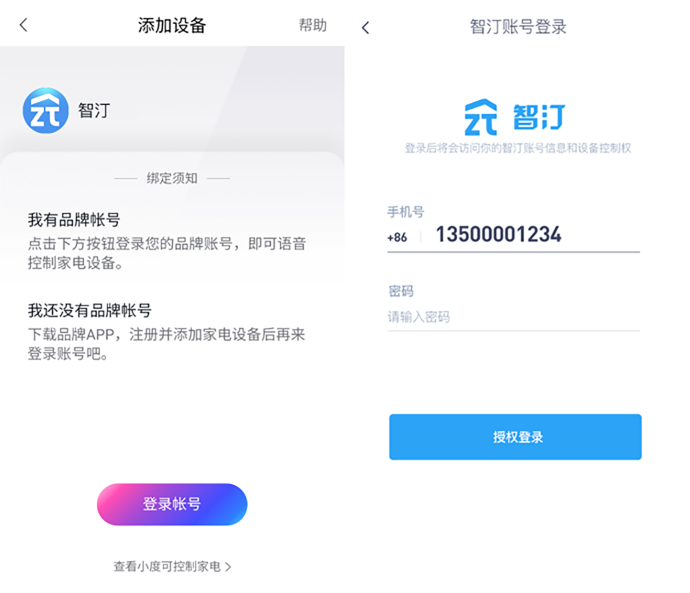 添加设备
帮助
智汀
绑定须知
我有品牌帐号
点击下方按钮登录您的品牌账号，即可语音
控制家电设备。
我还没有品牌帐号
下载品牌APP，注册并添加家电设备后再来
登录账号吧。
登录帐号
查看小度可控制家电
智汀账号登录
智汀
登录后将会访问你的智汀账号信息和设备控制权
手机号
+86 13500001234
密码
请输入密码
授权登录